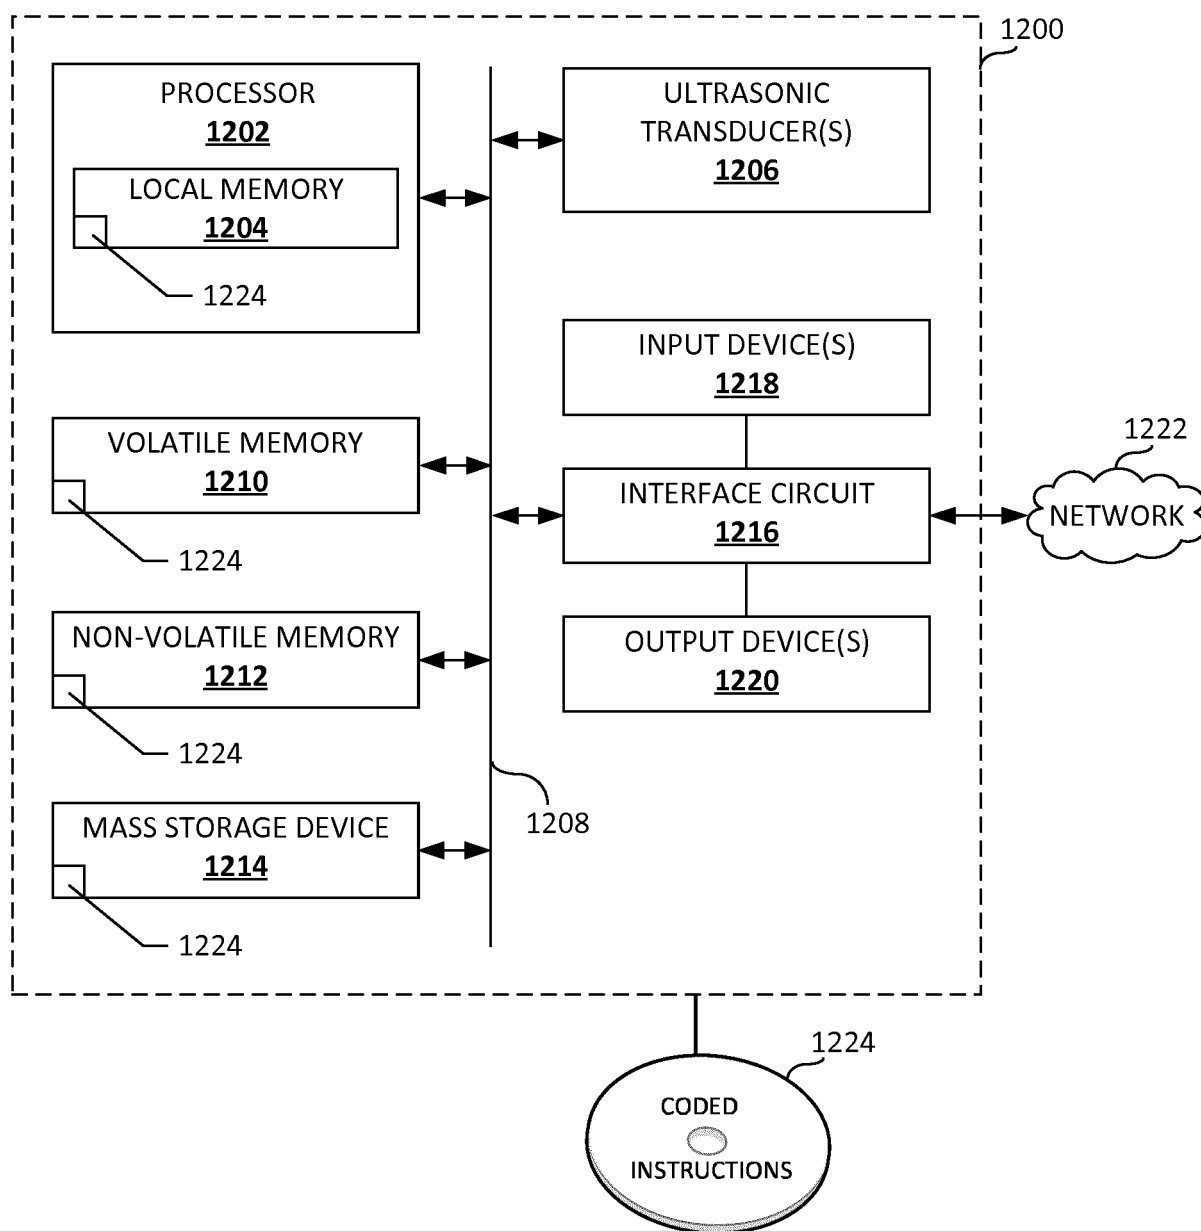 1200
PROCESSOR
1202
LOCAL MEMORY
1204
1224
ULTRASONIC
TRANSDUCER(S)
1206
INPUT DEVICE(S)
1218
VOLATILE MEMORY
1210
1224
INTERFACE CIRCUIT
1216
1222
NETWORK
NON-VOLATILE MEMORY
1212
1224
OUTPUT DEVICE(S)
1220
MASS STORAGE DEVICE
1214
1224
1208
1224
CODED
INSTRUCTIONS